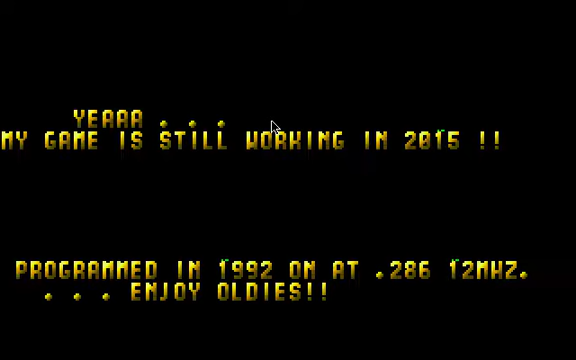 YEAAA . . .
MY GAME IS STILL WORKING IN 2015 !!
PROGRAMMED IN 1992 ON AT .286 12MHZ.
. . . ENJOY OLDIES!!